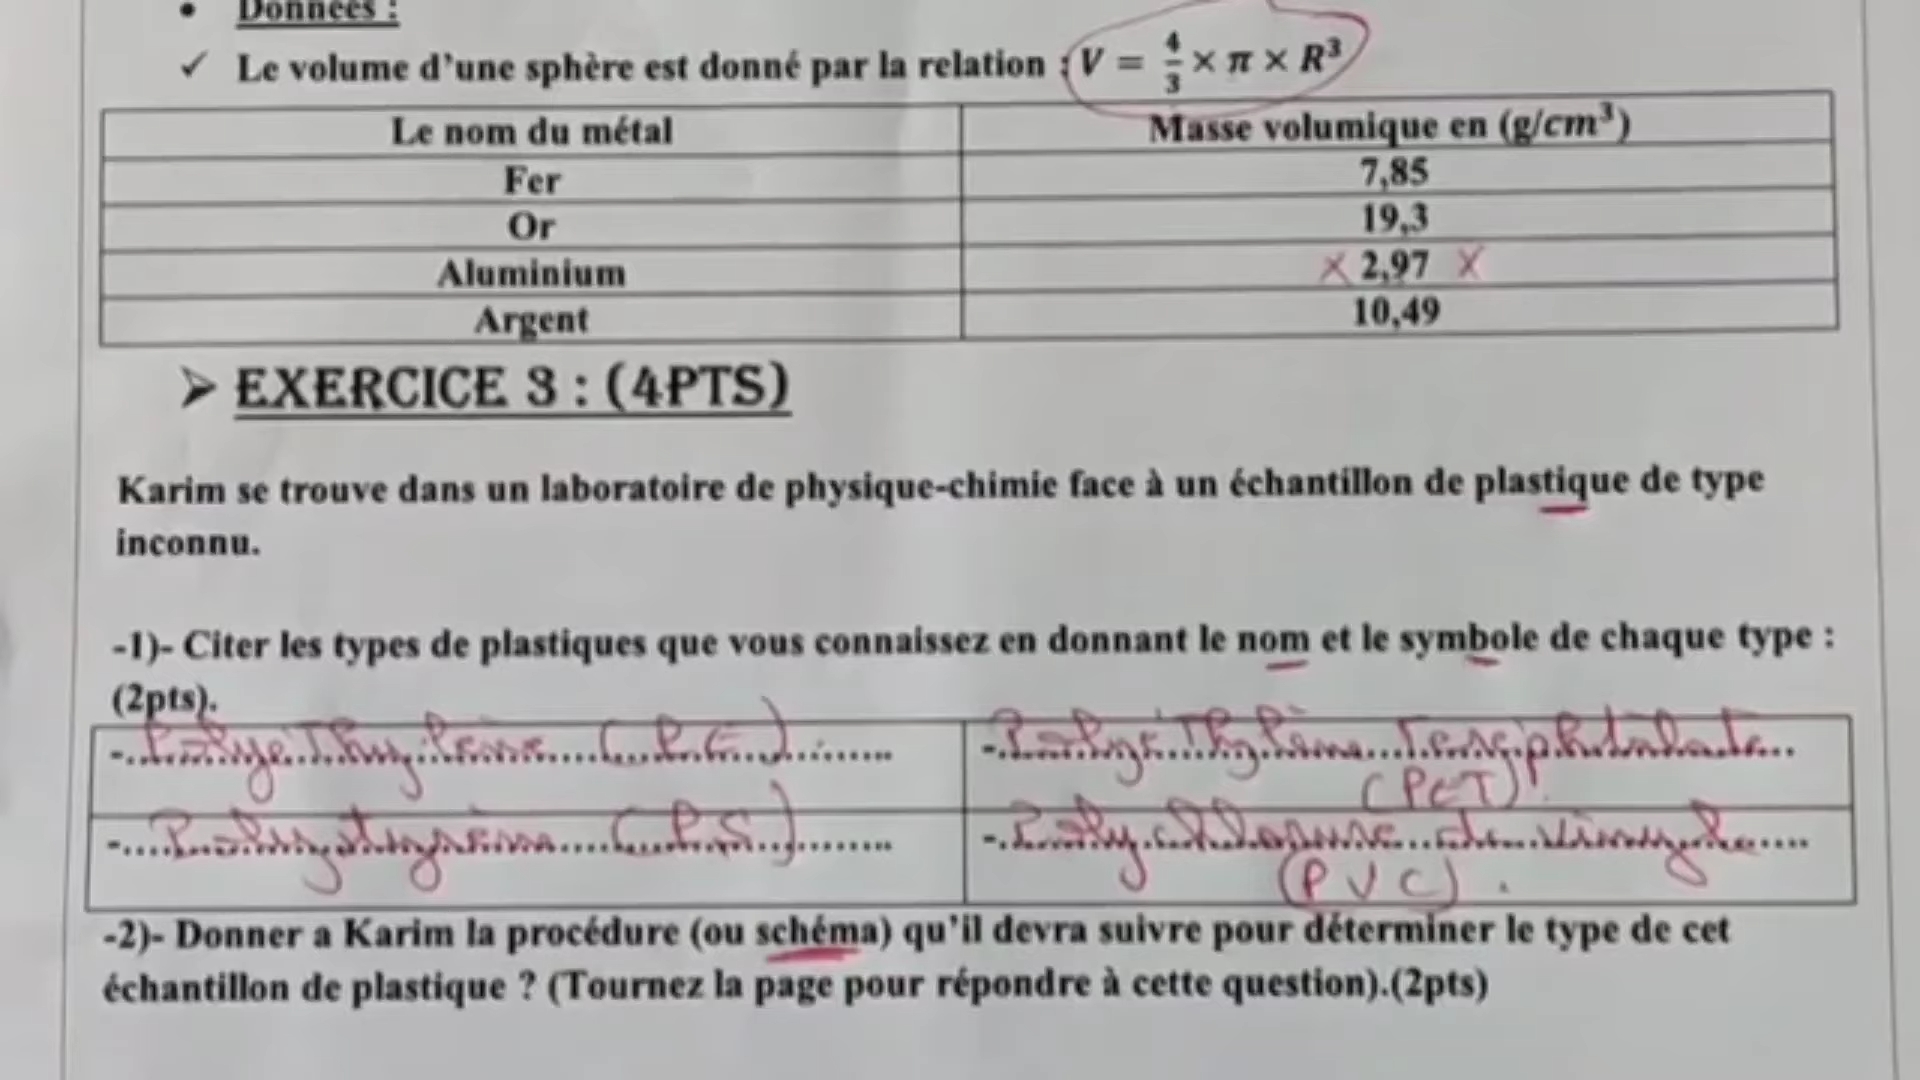 • Données :
✓ Le volume d'une sphère est donné par la relation : V = 4/3 × π × R³
Le nom du métal Masse volumique en (g/cm³)
Fer 7,85
Or 19,3
Aluminium x 2,97 x
Argent 10,49
➤ EXERCICE 3 : (4PTS)
Karim se trouve dans un laboratoire de physique-chimie face à un échantillon de plastique de type
inconnu.
-1)- Citer les types de plastiques que vous connaissez en donnant le nom et le symbole de chaque type :
(2pts).
-..Polyéthylène....(..P.E..)........ -.Polyéthylène...Téréphtalate...
(PET).
-....Polystyrène....(..P.S..)......... -.Polychlorure..de..vinyle.....
(PVC).
-2)- Donner a Karim la procédure (ou schéma) qu'il devra suivre pour déterminer le type de cet
échantillon de plastique ? (Tournez la page pour répondre à cette question).(2pts)